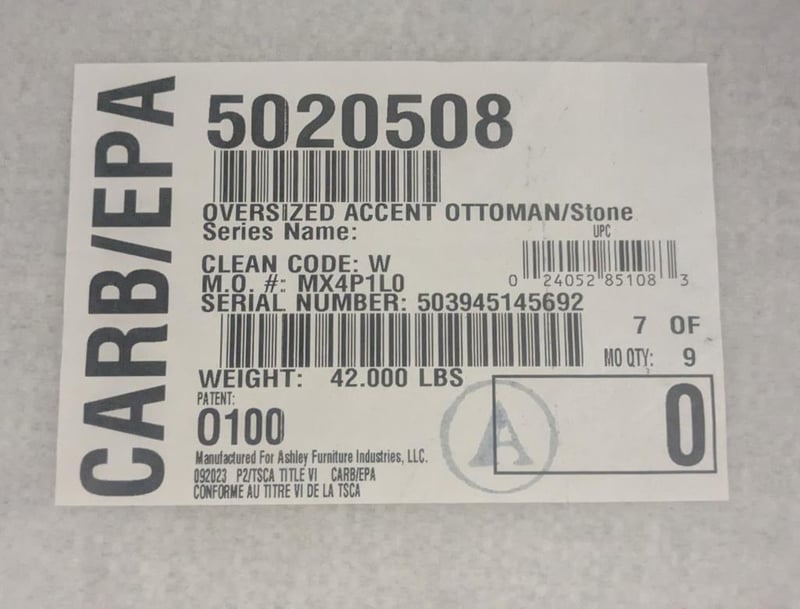 CARB/EPA
5020508
OVERSIZED ACCENT OTTOMAN/Stone
Series Name:
UPC
CLEAN CODE: W
M.O. #: MX4P1L0
0 24052 85108 3
SERIAL NUMBER: 503945145692
7 OF
MO QTY: 9
WEIGHT: 42.000 LBS
PATENT:
0100
0
A
Manufactured For Ashley Furniture Industries, LLC.
092023 P2/TSCA TITLE VI CARB/EPA
CONFORME AU TITRE VI DE LA TSCA